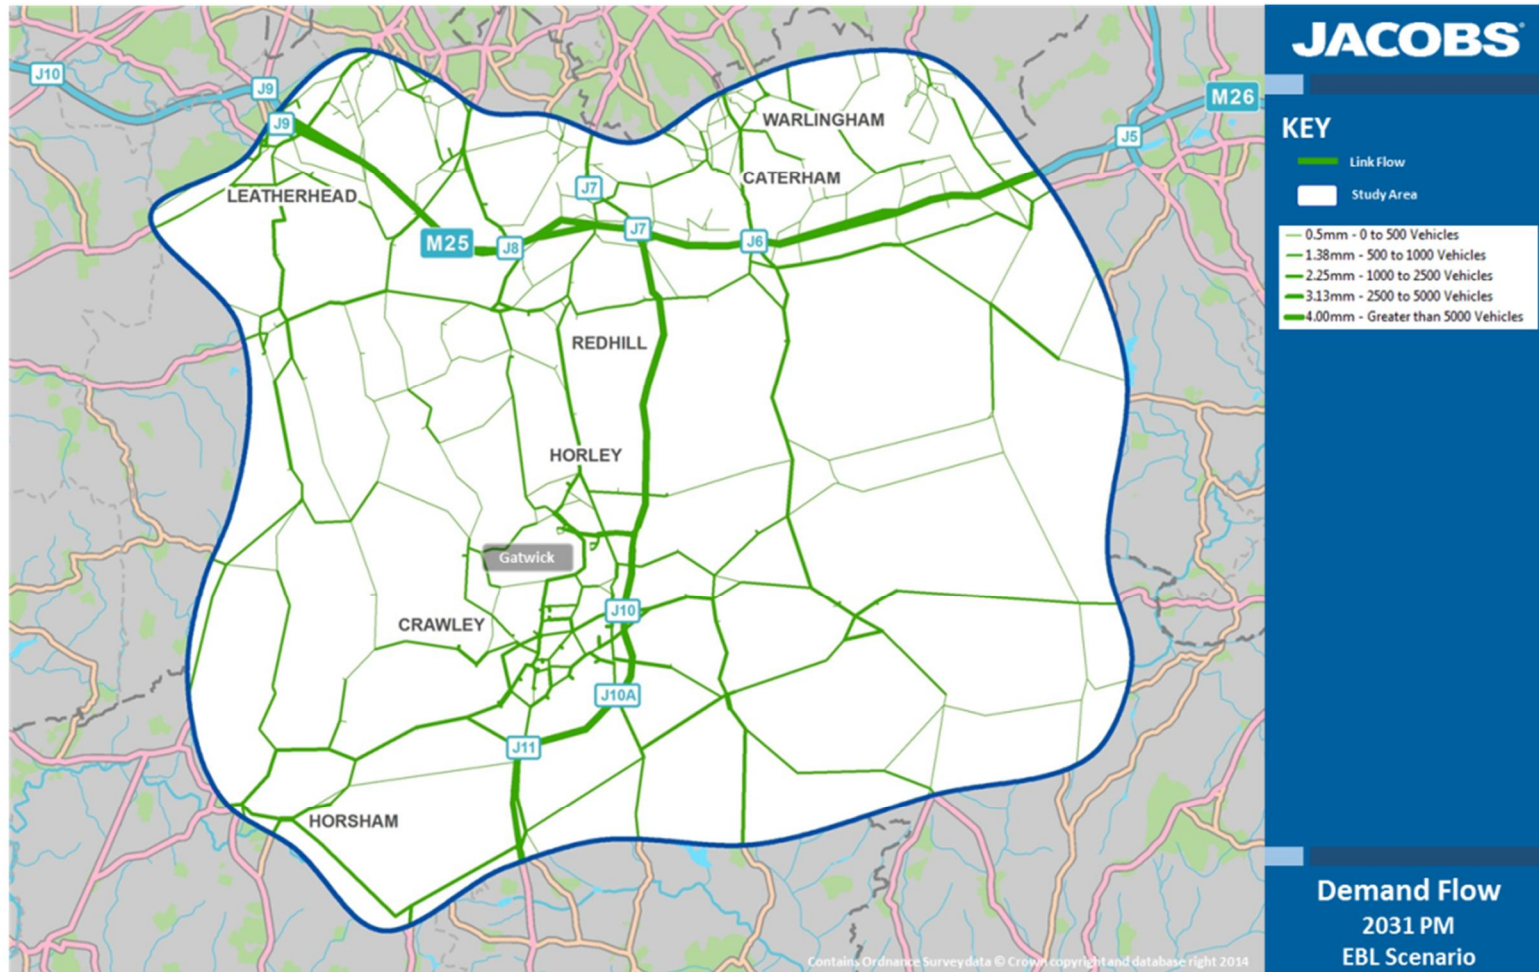 JACOBS
J10
J9
J9
M26
J5
KEY
Link Flow
Study Area
0.5mm - 0 to 500 Vehicles
1.38mm - 500 to 1000 Vehicles
2.25mm - 1000 to 2500 Vehicles
3.13mm - 2500 to 5000 Vehicles
4.00mm - Greater than 5000 Vehicles
WARLINGHAM
CATERHAM
LEATHERHEAD
J7
J7
M25
J8
J6
REDHILL
HORLEY
Gatwick
CRAWLEY
J10
J10A
J11
HORSHAM
Demand Flow
2031 PM
EBL Scenario
Contains Ordnance Survey data © Crown copyright and database right 2014